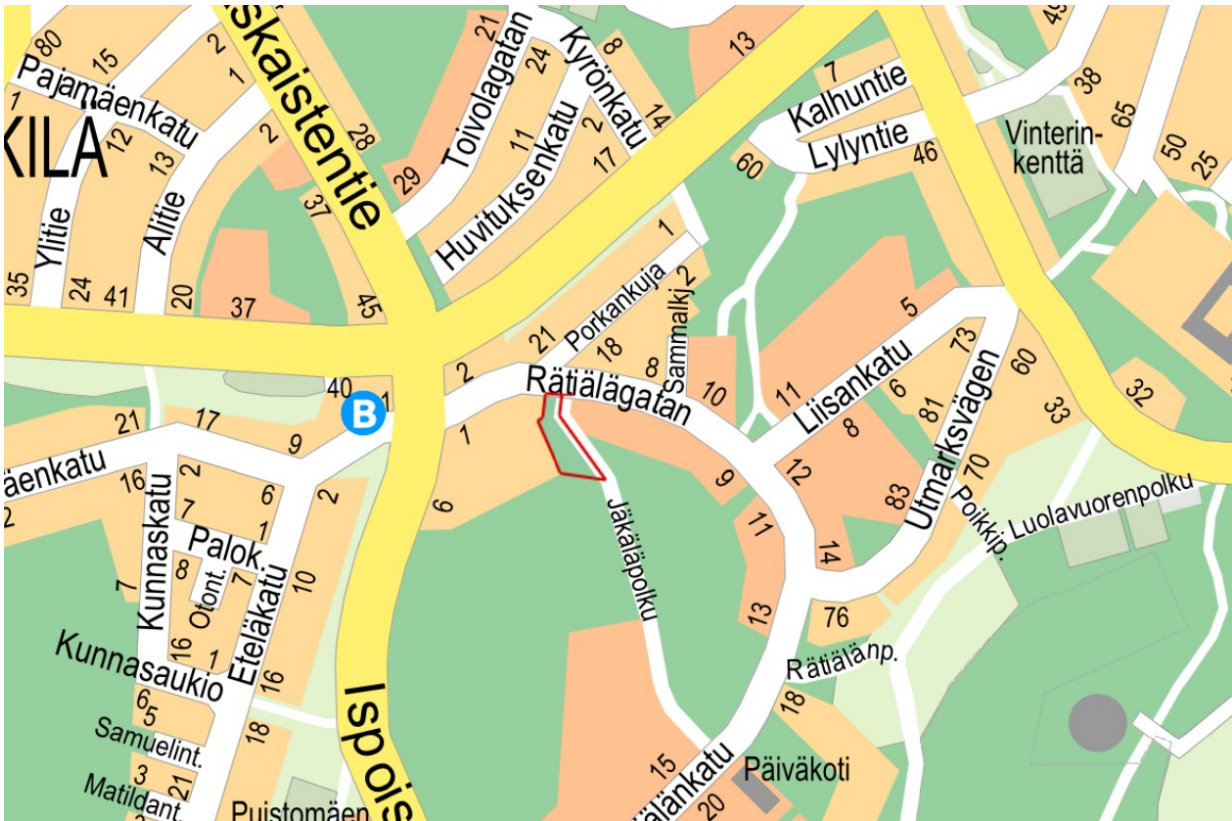 80
15
2
Pajamäenkatu
1
12
1
2
13
KILÄ
Ylitie
Alitie
35
24
41
20
37
skaistentie
28
37
45
21
24
8
Toivolagatan
Kyrönkatu
29
11
2
14
17
Huvituksenkatu
13
7
Kalhuntie
Lylyntie
60
46
49
38
65
50
25
Vinterin-
kenttä
1
Porkankuja
2
Sammalkj
21
18
8
2
Rätiälägatan
10
40
1
B
1
6
21
17
9
äenkatu
16
2
2
7
6
2
1
Palok.
8
Otont.
7
10
Kunnaskatu
7
16
1
Eteläkatu
16
Kunnasaukio
6
5
18
Samuelint.
3
21
Matildant.
Puistomäen
Ispois
Jäkäläpolku
5
11
Liisankatu
6
8
73
60
81
Utmarksvägen
33
32
12
9
11
14
83
70
Poikkip.
Luolavuorenpolku
13
76
Rätiälänp.
18
15
älänkatu
20
Päiväkoti